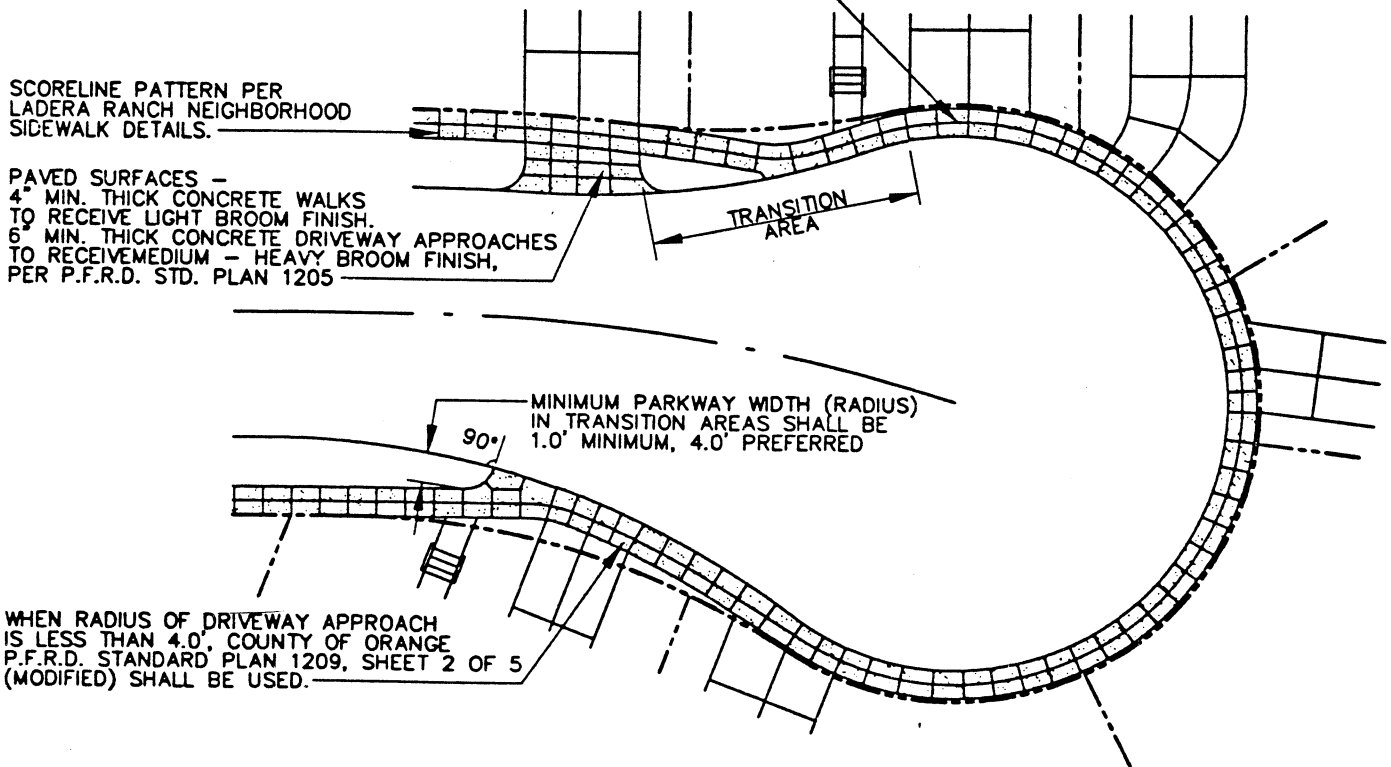 SCORELINE PATTERN PER
LADERA RANCH NEIGHBORHOOD
SIDEWALK DETAILS.
PAVED SURFACES -
4" MIN. THICK CONCRETE WALKS
TO RECEIVE LIGHT BROOM FINISH.
6" MIN. THICK CONCRETE DRIVEWAY APPROACHES
TO RECEIVEMEDIUM - HEAVY BROOM FINISH,
PER P.F.R.D. STD. PLAN 1205
TRANSITION
AREA
MINIMUM PARKWAY WIDTH (RADIUS)
IN TRANSITION AREAS SHALL BE
1.0' MINIMUM, 4.0' PREFERRED
90°
WHEN RADIUS OF DRIVEWAY APPROACH
IS LESS THAN 4.0', COUNTY OF ORANGE
P.F.R.D. STANDARD PLAN 1209, SHEET 2 OF 5
(MODIFIED) SHALL BE USED.